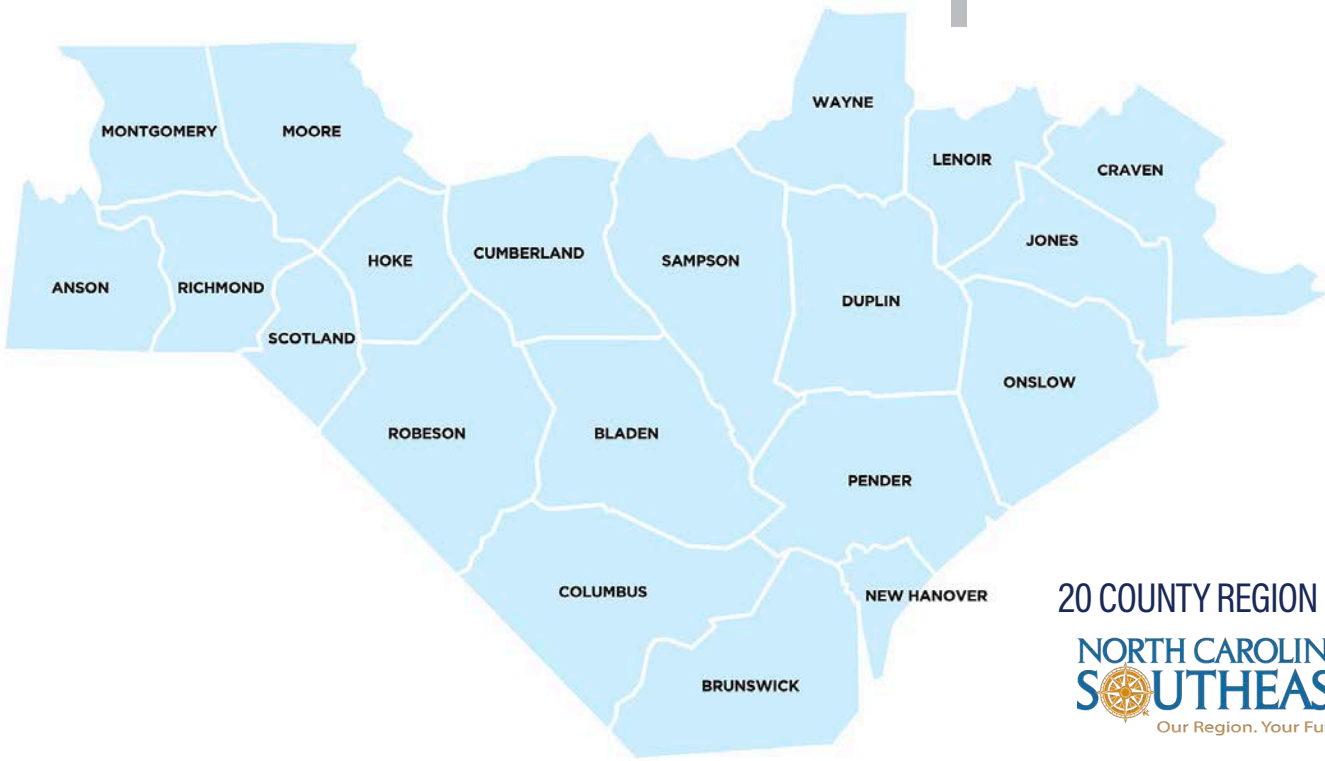 WAYNE
MONTGOMERY
MOORE
LENOIR
CRAVEN
JONES
HOKE
CUMBERLAND
SAMPSON
ANSON
RICHMOND
DUPLIN
SCOTLAND
ONSLOW
ROBESON
BLADEN
PENDER
COLUMBUS
NEW HANOVER
BRUNSWICK
20 COUNTY REGION
NORTH CAROLIN
SOUTHEAS
Our Region. Your Fu